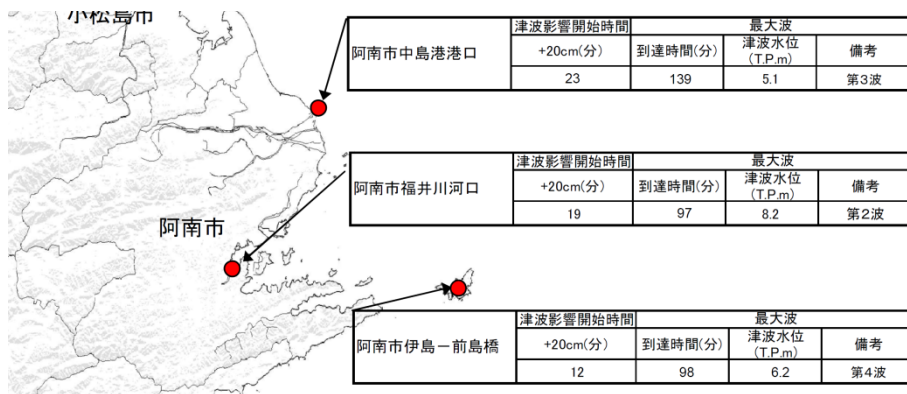 小松島市
阿南市
阿南市中島港港口
津波影響開始時間 最大波
+20cm(分) 到達時間(分) 津波水位(T.P.m) 備考
23 139 5.1 第3波
阿南市福井川河口
津波影響開始時間 最大波
+20cm(分) 到達時間(分) 津波水位(T.P.m) 備考
19 97 8.2 第2波
阿南市伊島－前島橋
津波影響開始時間 最大波
+20cm(分) 到達時間(分) 津波水位(T.P.m) 備考
12 98 6.2 第4波